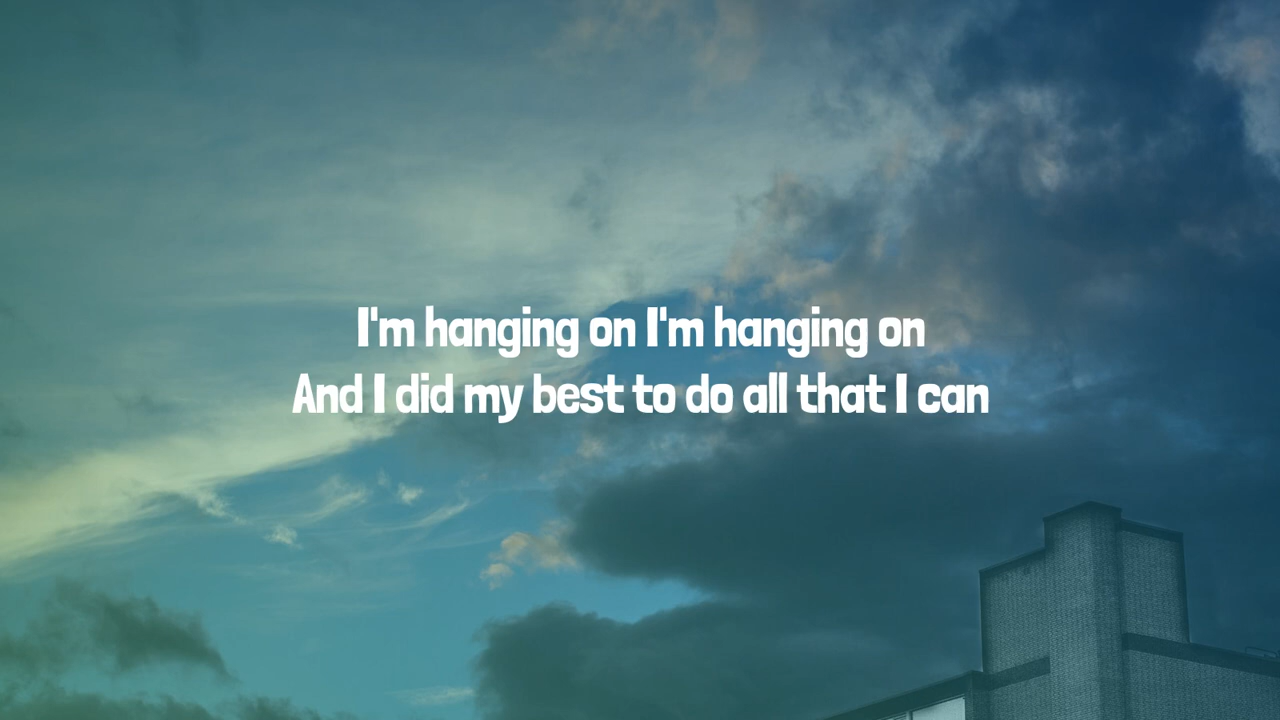 I'm hanging on I'm hanging on
And I did my best to do all that I can